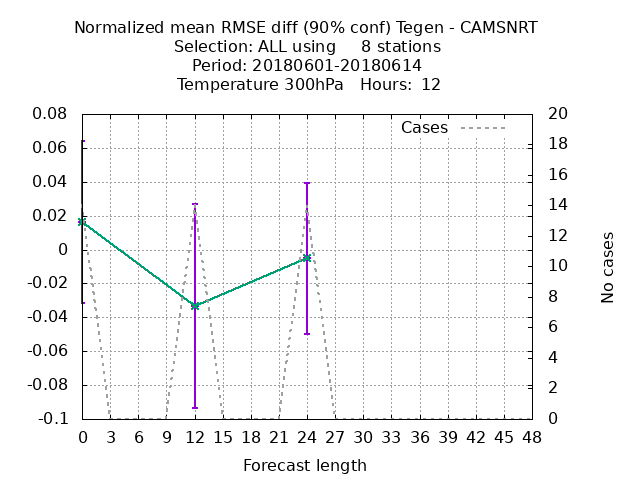 Normalized mean RMSE diff (90% conf) Tegen - CAMSNRT
Selection: ALL using 8 stations
Period: 20180601-20180614
Temperature 300hPa Hours: 12
Cases
0.08
0.06
0.04
0.02
0
-0.02
-0.04
-0.06
-0.08
-0.1
20
18
16
14
12
10
8
6
4
2
0
No cases
0 3 6 9 12 15 18 21 24 27 30 33 36 39 42 45 48
Forecast length